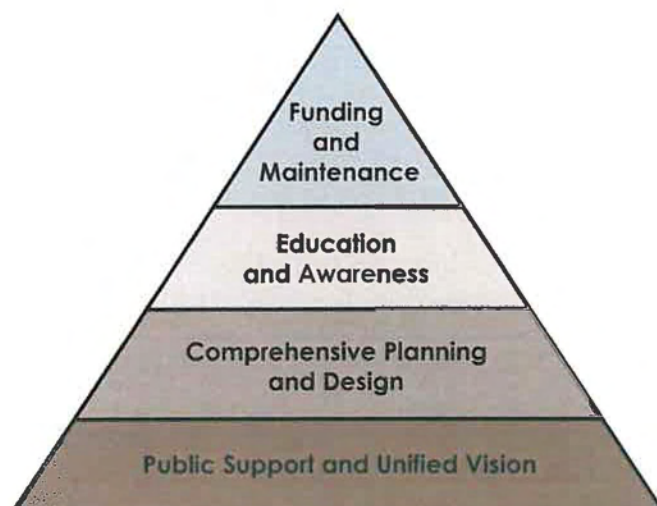 Funding
and
Maintenance
Education
and Awareness
Comprehensive Planning
and Design
Public Support and Unified Vision